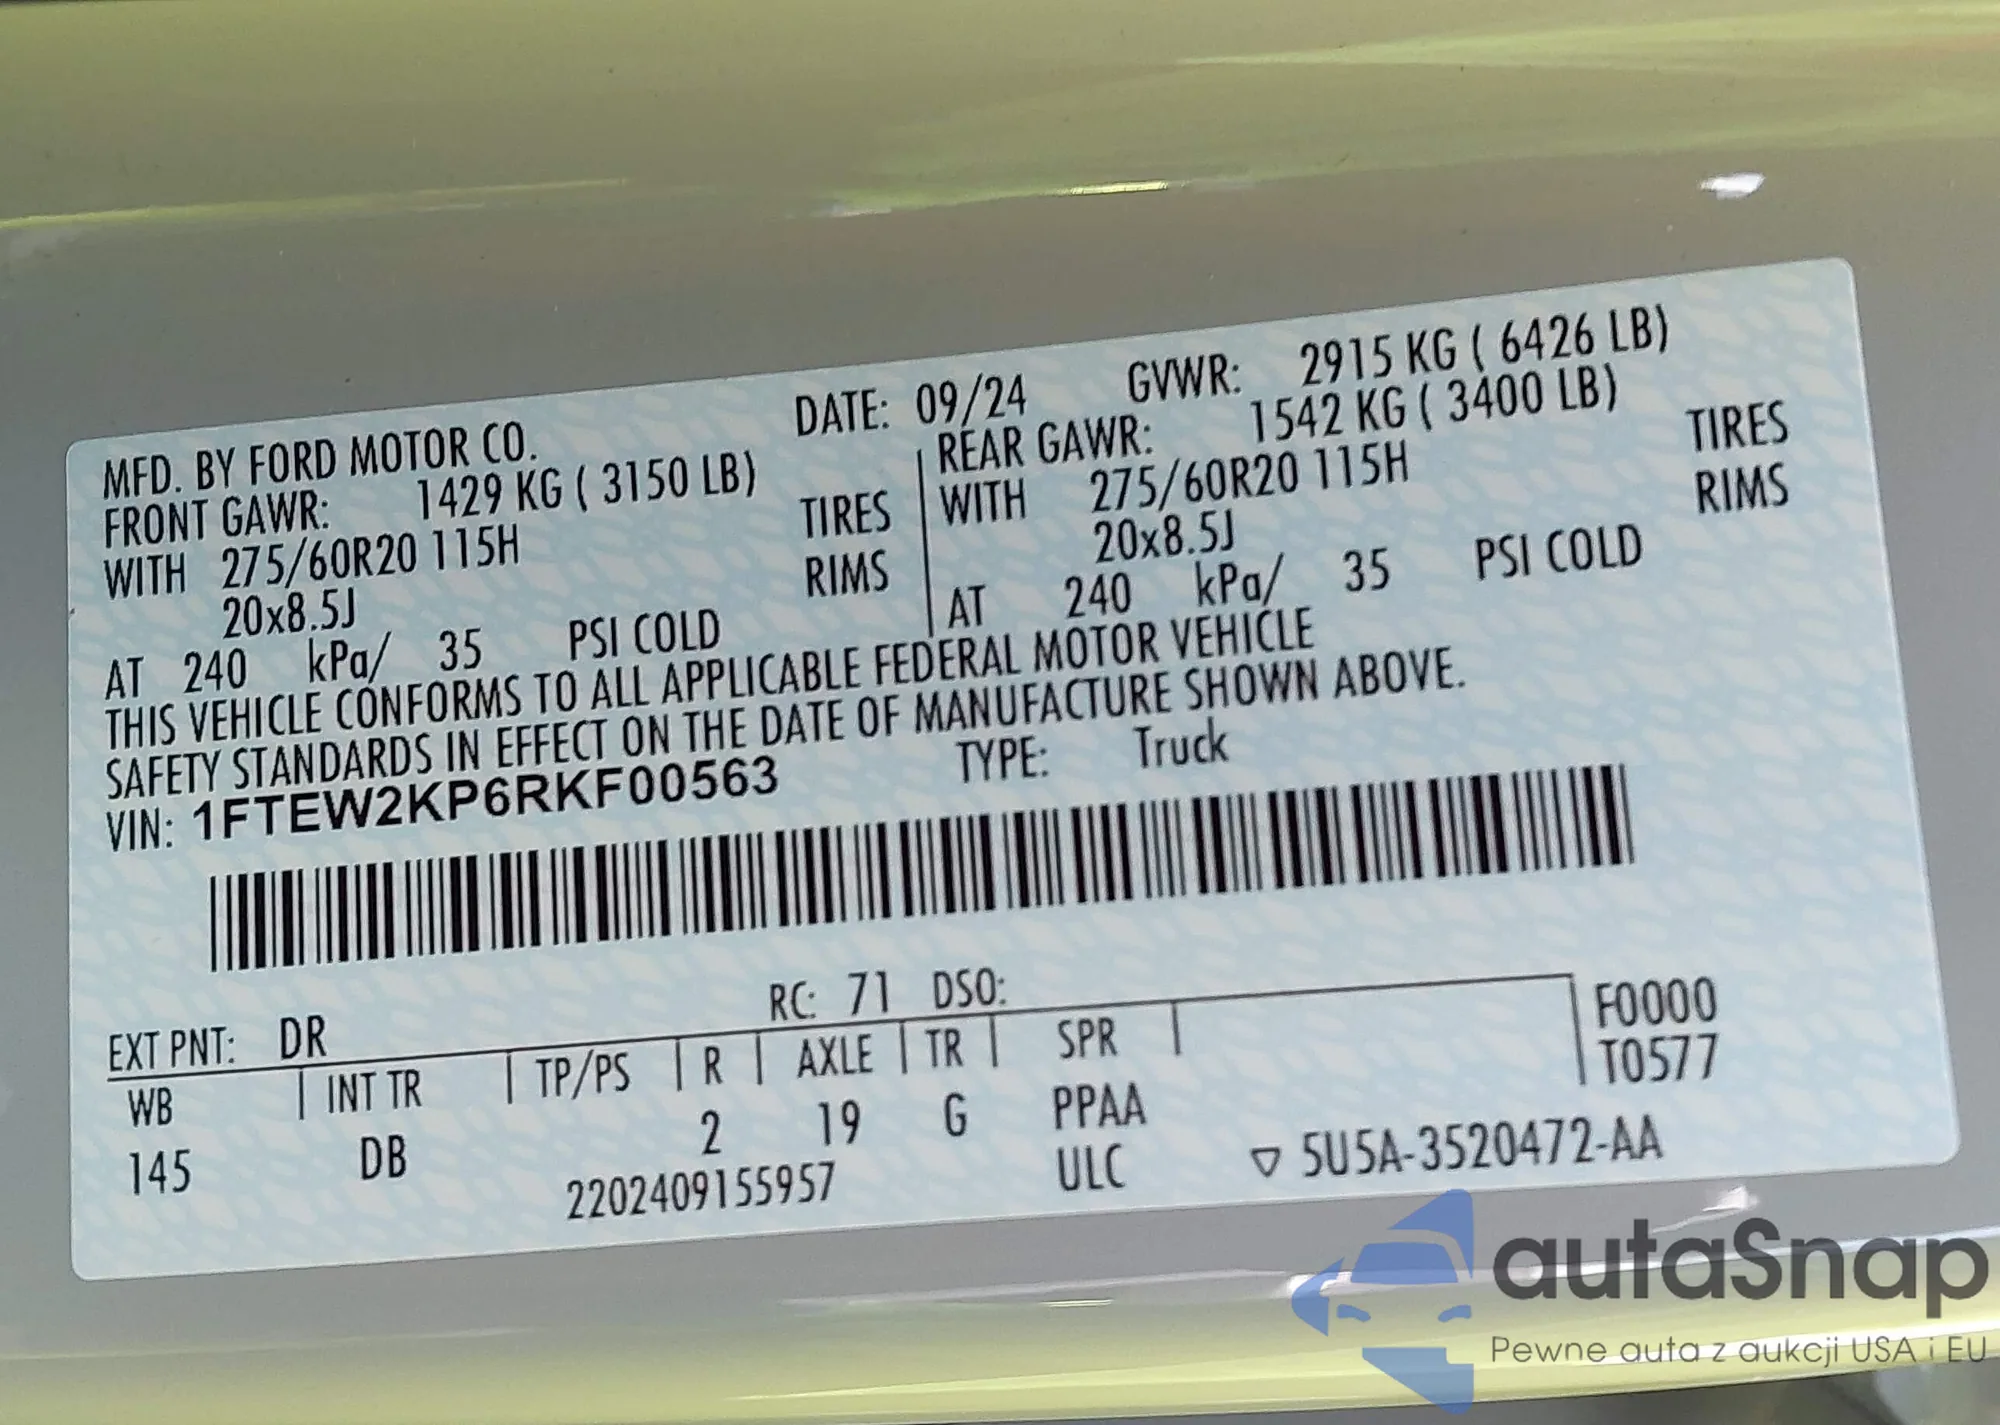 MFD. BY FORD MOTOR CO. DATE: 09/24 GVWR: 2915 KG ( 6426 LB)
FRONT GAWR: 1429 KG ( 3150 LB) REAR GAWR: 1542 KG ( 3400 LB)
WITH 275/60R20 115H TIRES WITH 275/60R20 115H TIRES
20x8.5J RIMS 20x8.5J RIMS
AT 240 kPa/ 35 PSI COLD AT 240 kPa/ 35 PSI COLD
THIS VEHICLE CONFORMS TO ALL APPLICABLE FEDERAL MOTOR VEHICLE
SAFETY STANDARDS IN EFFECT ON THE DATE OF MANUFACTURE SHOWN ABOVE.
VIN: 1FTEW2KP6RKF00563 TYPE: Truck
EXT PNT: DR RC: 71 DSO: F0000
WB INT TR TP/PS R AXLE TR SPR T0577
145 DB 2 19 G PPAA
2202409155957 ULC ▽ 5U5A-3520472-AA
autaSnap
Pewne auta z aukcji USA i EU